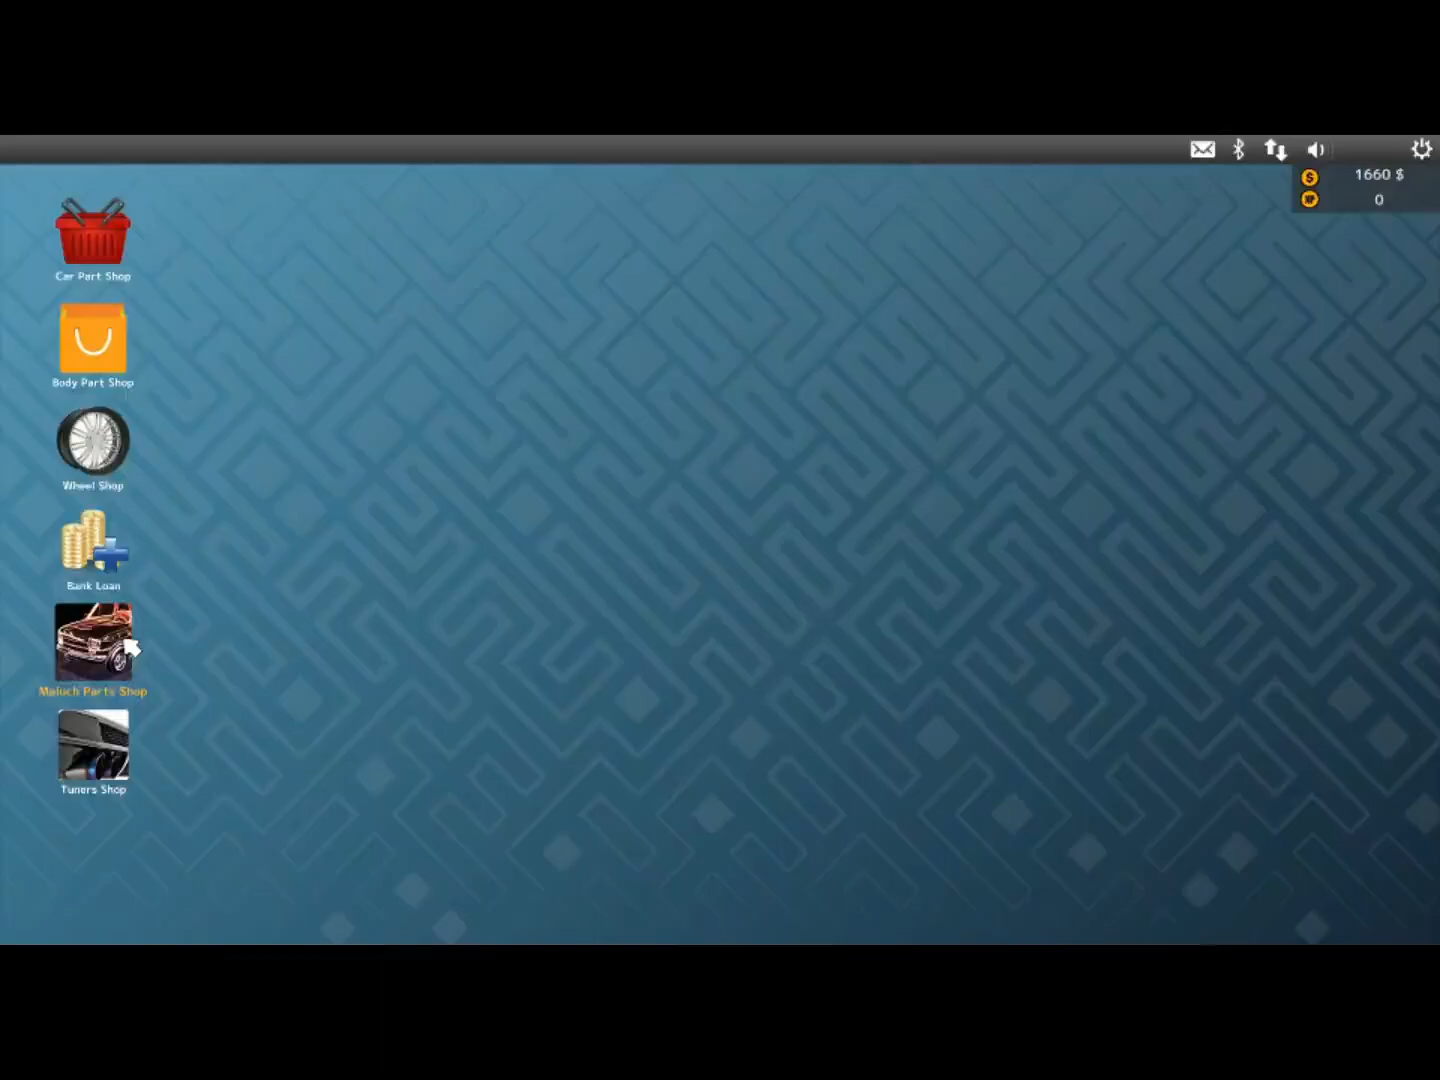 1660 $
0
Car Part Shop
Body Part Shop
Wheel Shop
Bank Loan
Maluch Parts Shop
Tuners Shop